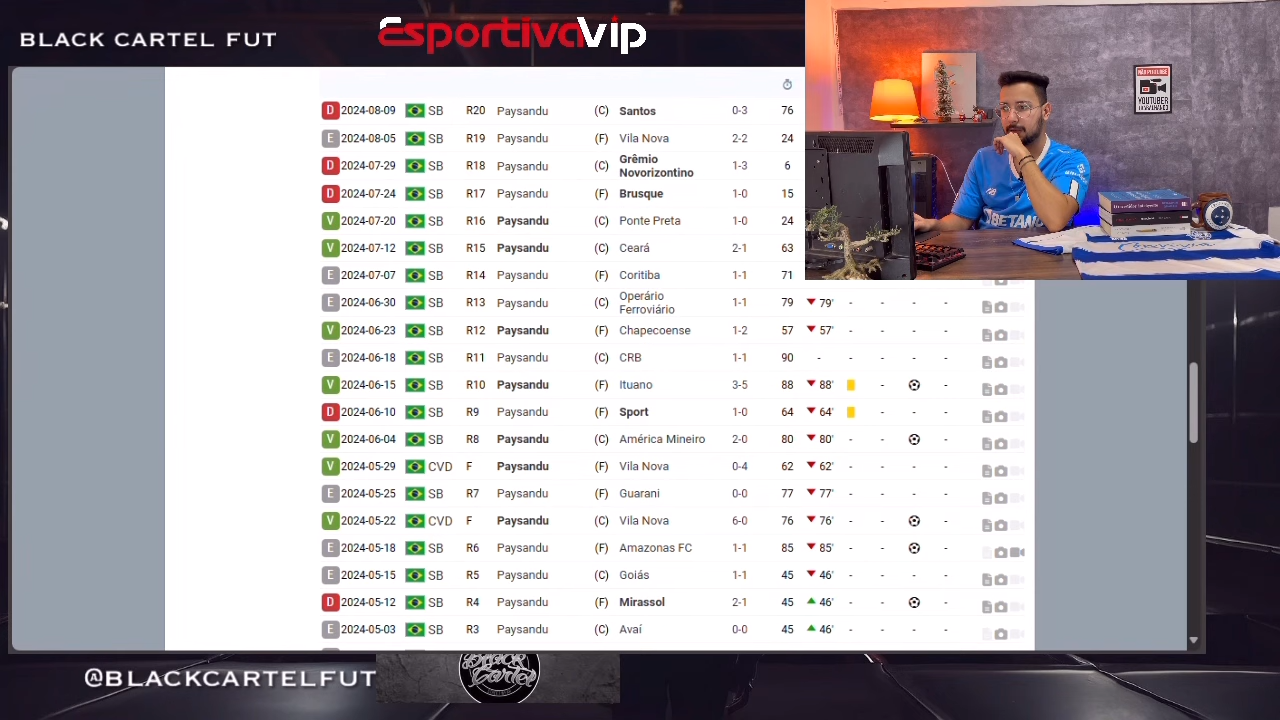 BLACK CARTEL FUT
EsportivaVip
NÃO PERTURBE
YOUTUBER
TRABALHANDO
BETANO
D 2024-08-09 SB R20 Paysandu (C) Santos 0-3 76
E 2024-08-05 SB R19 Paysandu (F) Vila Nova 2-2 24
D 2024-07-29 SB R18 Paysandu (C) Grêmio Novorizontino 1-3 6
D 2024-07-24 SB R17 Paysandu (F) Brusque 1-0 15
V 2024-07-20 SB R16 Paysandu (C) Ponte Preta 1-0 24
V 2024-07-12 SB R15 Paysandu (C) Ceará 2-1 63
E 2024-07-07 SB R14 Paysandu (F) Coritiba 1-1 71
E 2024-06-30 SB R13 Paysandu (C) Operário Ferroviário 1-1 79 79' - - - -
V 2024-06-23 SB R12 Paysandu (F) Chapecoense 1-2 57 57' - - - -
E 2024-06-18 SB R11 Paysandu (C) CRB 1-1 90 - - - - -
V 2024-06-15 SB R10 Paysandu (F) Ituano 3-5 88 88' - -
D 2024-06-10 SB R9 Paysandu (F) Sport 1-0 64 64' - - -
V 2024-06-04 SB R8 Paysandu (C) América Mineiro 2-0 80 80' - - -
V 2024-05-29 CVD F Paysandu (F) Vila Nova 0-4 62 62' - - - -
E 2024-05-25 SB R7 Paysandu (F) Guarani 0-0 77 77' - - - -
V 2024-05-22 CVD F Paysandu (C) Vila Nova 6-0 76 76' - - -
E 2024-05-18 SB R6 Paysandu (F) Amazonas FC 1-1 85 85' - - -
E 2024-05-15 SB R5 Paysandu (C) Goiás 1-1 45 46' - - - -
D 2024-05-12 SB R4 Paysandu (F) Mirassol 2-1 45 46' - - -
E 2024-05-03 SB R3 Paysandu (C) Avaí 0-0 45 46' - - - -
@BLACKCARTELFUT
Black
Cartel